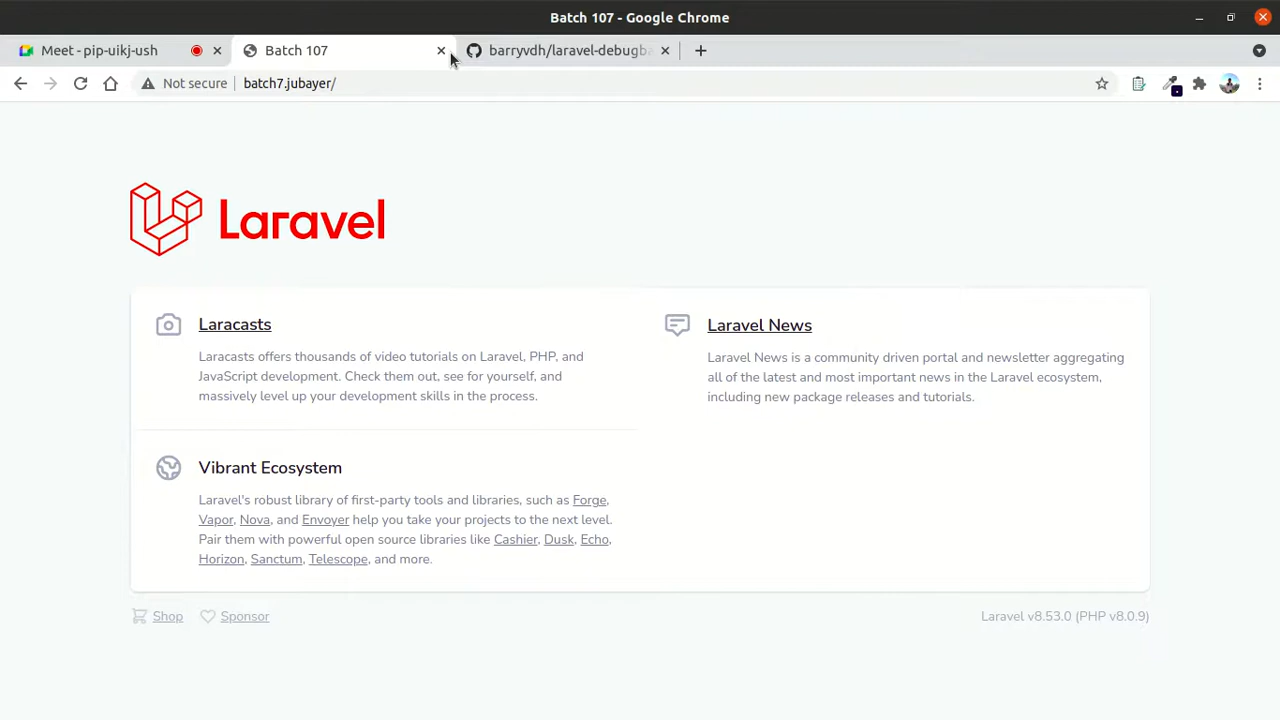 Batch 107 - Google Chrome
Meet - pip-uikj-ush
Batch 107
barryvdh/laravel-debugba
Not secure
batch7.jubayer/
Laravel
Laracasts
Laracasts offers thousands of video tutorials on Laravel, PHP, and
JavaScript development. Check them out, see for yourself, and
massively level up your development skills in the process.
Laravel News
Laravel News is a community driven portal and newsletter aggregating
all of the latest and most important news in the Laravel ecosystem,
including new package releases and tutorials.
Vibrant Ecosystem
Laravel's robust library of first-party tools and libraries, such as Forge,
Vapor, Nova, and Envoyer help you take your projects to the next level.
Pair them with powerful open source libraries like Cashier, Dusk, Echo,
Horizon, Sanctum, Telescope, and more.
Shop
Sponsor
Laravel v8.53.0 (PHP v8.0.9)